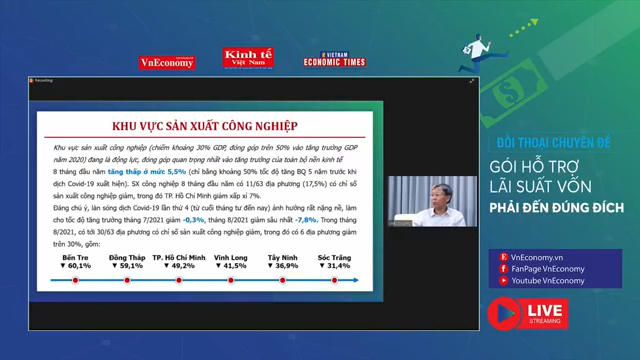 VnEconomy
Kinh tế
Việt Nam
VIETNAM
ECONOMIC TIMES
Recording
KHU VỰC SẢN XUẤT CÔNG NGHIỆP
Khu vực sản xuất công nghiệp (chiếm khoảng 30% GDP, đóng góp trên 50% vào tăng trưởng GDP
năm 2020) đang là động lực, đóng góp quan trọng nhất vào tăng trưởng của toàn bộ nền kinh tế
8 tháng đầu năm tăng thấp ở mức 5,5% (chỉ bằng khoảng 50% tốc độ tăng BQ 5 năm trước khi
dịch Covid-19 xuất hiện). SX công nghiệp 8 tháng đầu năm có 11/63 địa phương (17,5%) có chỉ số
sản xuất công nghiệp giảm, trong đó TP. Hồ Chí Minh giảm xấp xỉ 7%.
Đáng chú ý, làn sóng dịch Covid-19 lần thứ 4 (từ cuối tháng tư đến nay) ảnh hưởng rất nặng nề, làm
cho tốc độ tăng trưởng tháng 7/2021 giảm -0,3%, tháng 8/2021 giảm sâu nhất -7,8%. Trong tháng
8/2021, có tới 30/63 địa phương có chỉ số sản xuất công nghiệp giảm, trong đó có 6 địa phương giảm
trên 30%, gồm:
Bến Tre Đồng Tháp TP. Hồ Chí Minh Vĩnh Long Tây Ninh Sóc Trăng
▼ 60,1% ▼ 59,1% ▼ 49,2% ▼ 41,5% ▼ 36,9% ▼ 31,4%
ĐỐI THOẠI CHUYÊN ĐỀ
GÓI HỖ TRỢ
LÃI SUẤT VỐN
PHẢI ĐẾN ĐÚNG ĐÍCH
VnEconomy.vn
FanPage VnEconomy
Youtube VnEconomy
LIVE
STREAMING